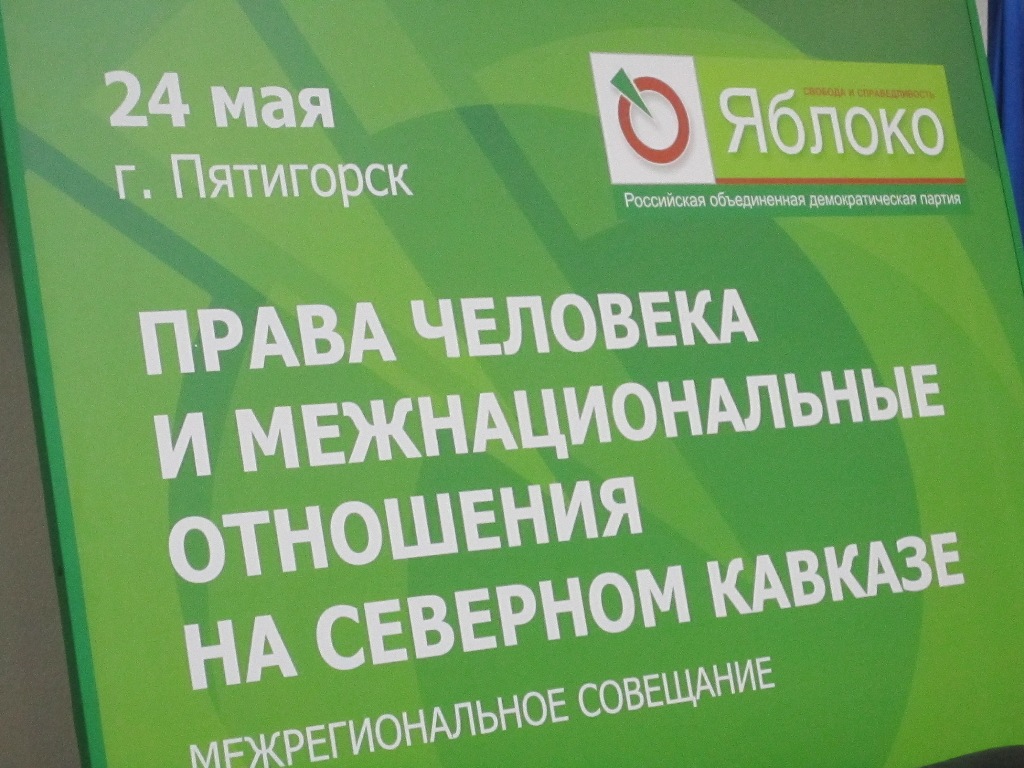 24 мая
г. Пятигорск
СВОБОДА И СПРАВЕДЛИВОСТЬ
Яблоко
Российская объединенная демократическая партия
ПРАВА ЧЕЛОВЕКА
И МЕЖНАЦИОНАЛЬНЫЕ
ОТНОШЕНИЯ
НА СЕВЕРНОМ КАВКАЗЕ
МЕЖРЕГИОНАЛЬНОЕ СОВЕЩАНИЕ